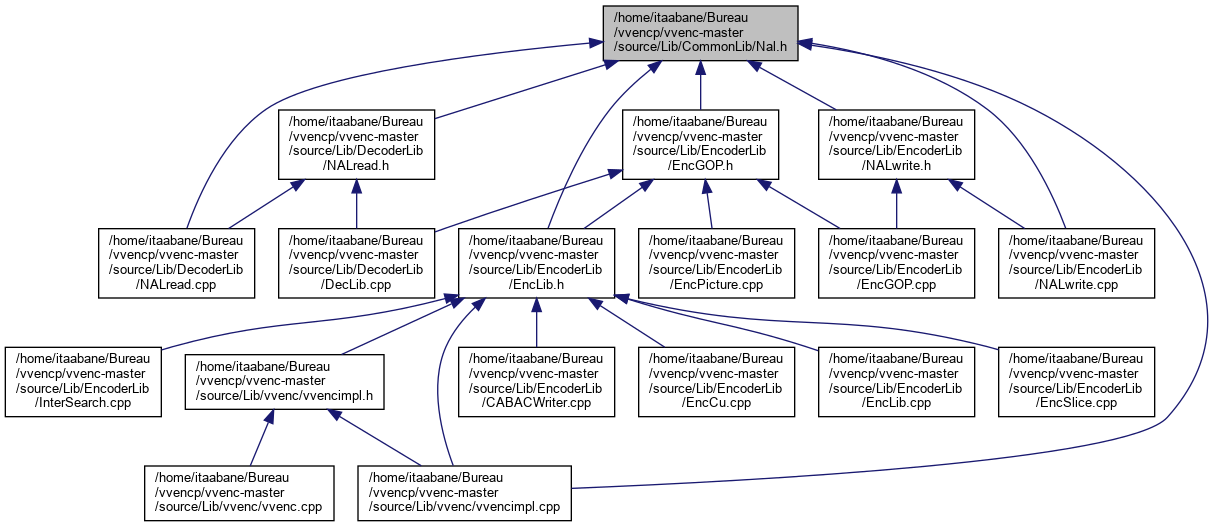 /home/itaabane/Bureau
/vvencp/vvenc-master
/source/Lib/CommonLib/Nal.h
/home/itaabane/Bureau
/vvencp/vvenc-master
/source/Lib/DecoderLib
/NALread.h
/home/itaabane/Bureau
/vvencp/vvenc-master
/source/Lib/EncoderLib
/EncGOP.h
/home/itaabane/Bureau
/vvencp/vvenc-master
/source/Lib/EncoderLib
/NALwrite.h
/home/itaabane/Bureau
/vvencp/vvenc-master
/source/Lib/DecoderLib
/NALread.cpp
/home/itaabane/Bureau
/vvencp/vvenc-master
/source/Lib/DecoderLib
/DecLib.cpp
/home/itaabane/Bureau
/vvencp/vvenc-master
/source/Lib/EncoderLib
/EncLib.h
/home/itaabane/Bureau
/vvencp/vvenc-master
/source/Lib/EncoderLib
/EncPicture.cpp
/home/itaabane/Bureau
/vvencp/vvenc-master
/source/Lib/EncoderLib
/EncGOP.cpp
/home/itaabane/Bureau
/vvencp/vvenc-master
/source/Lib/EncoderLib
/NALwrite.cpp
/home/itaabane/Bureau
/vvencp/vvenc-master
/source/Lib/EncoderLib
/InterSearch.cpp
/home/itaabane/Bureau
/vvencp/vvenc-master
/source/Lib/vvenc/vvencimpl.h
/home/itaabane/Bureau
/vvencp/vvenc-master
/source/Lib/EncoderLib
/CABACWriter.cpp
/home/itaabane/Bureau
/vvencp/vvenc-master
/source/Lib/EncoderLib
/EncCu.cpp
/home/itaabane/Bureau
/vvencp/vvenc-master
/source/Lib/EncoderLib
/EncLib.cpp
/home/itaabane/Bureau
/vvencp/vvenc-master
/source/Lib/EncoderLib
/EncSlice.cpp
/home/itaabane/Bureau
/vvencp/vvenc-master
/source/Lib/vvenc/vvenc.cpp
/home/itaabane/Bureau
/vvencp/vvenc-master
/source/Lib/vvenc/vvencimpl.cpp